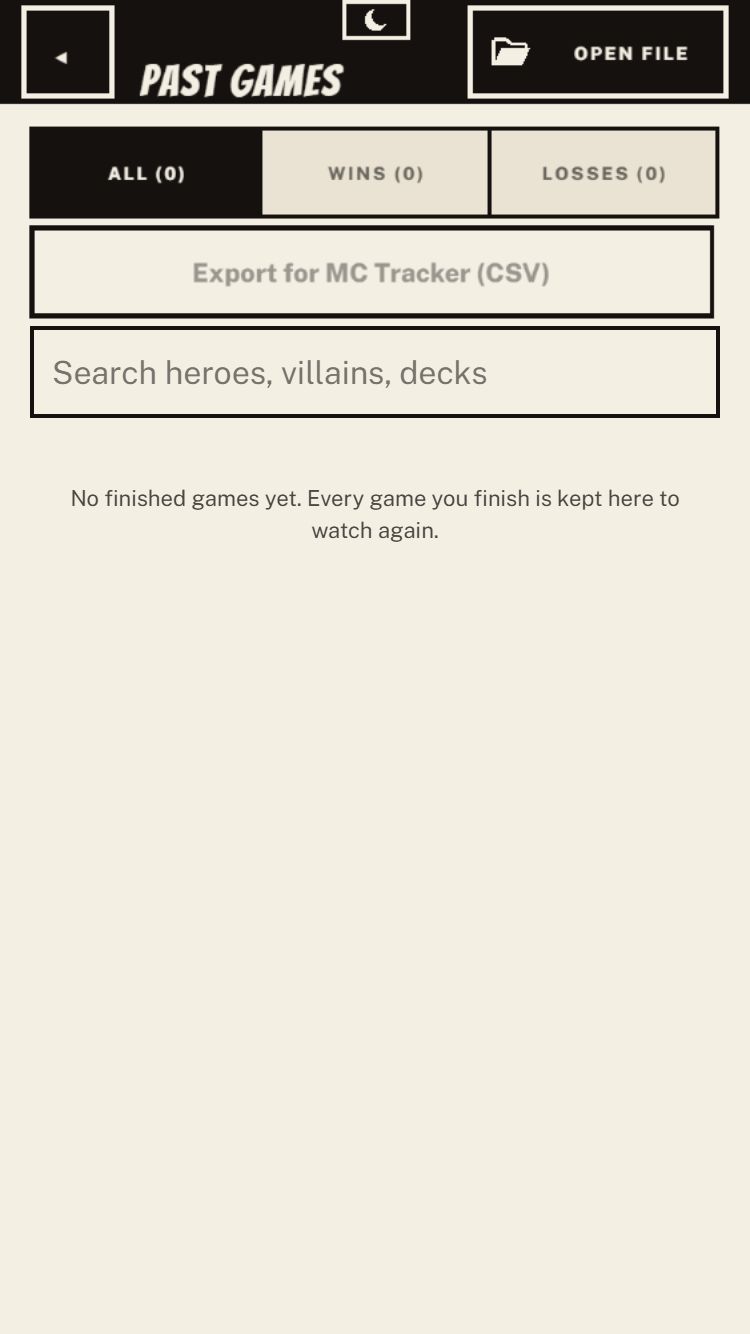 PAST GAMES
OPEN FILE
ALL (0)
WINS (0)
LOSSES (0)
Export for MC Tracker (CSV)
Search heroes, villains, decks
No finished games yet. Every game you finish is kept here to
watch again.